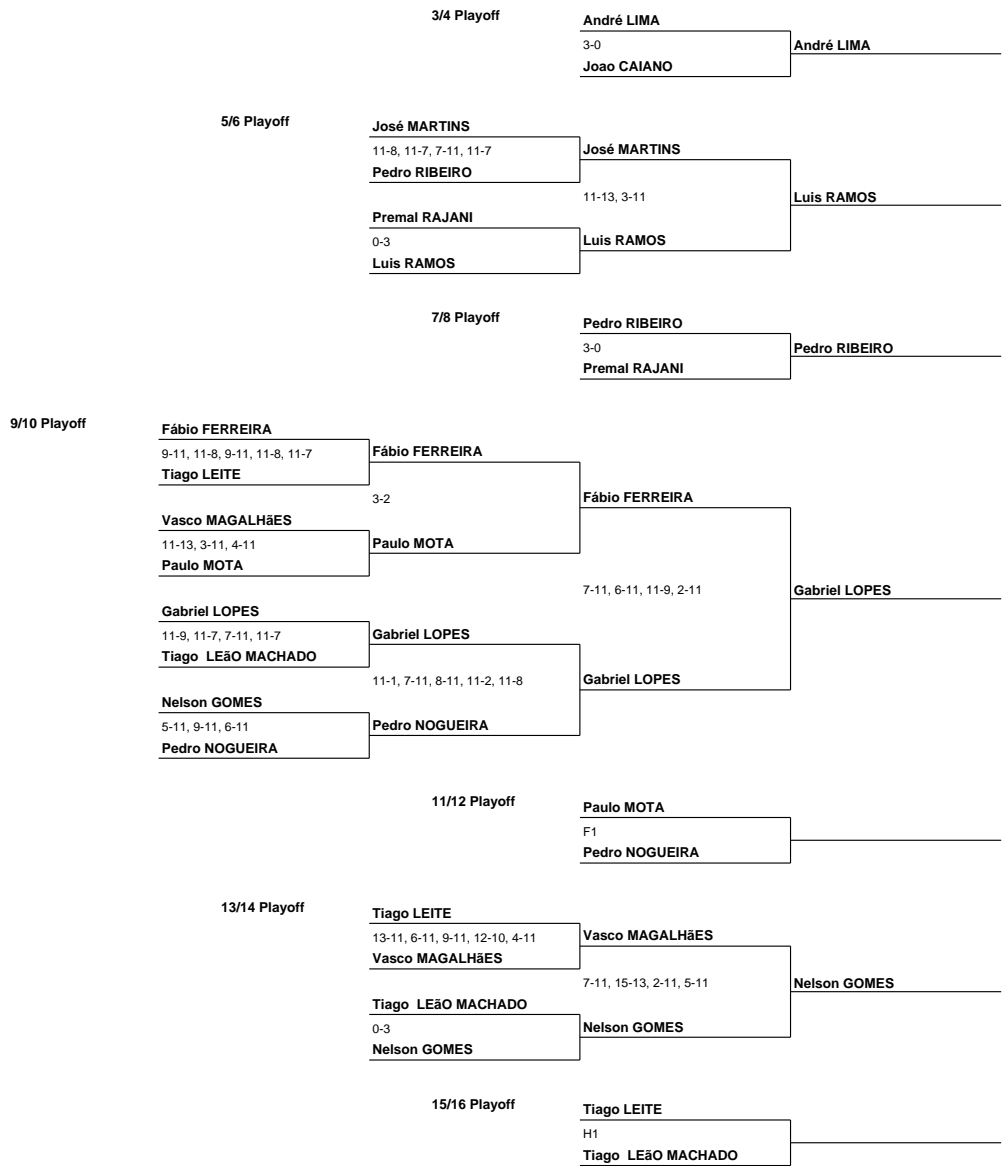 3/4 Playoff
André LIMA
3-0
André LIMA
Joao CAIANO
5/6 Playoff
José MARTINS
11-8, 11-7, 7-11, 11-7
José MARTINS
Pedro RIBEIRO
11-13, 3-11
Luis RAMOS
Premal RAJANI
0-3
Luis RAMOS
Luis RAMOS
7/8 Playoff
Pedro RIBEIRO
3-0
Pedro RIBEIRO
Premal RAJANI
9/10 Playoff
Fábio FERREIRA
9-11, 11-8, 9-11, 11-8, 11-7
Fábio FERREIRA
Tiago LEITE
3-2
Fábio FERREIRA
Vasco MAGALHãES
11-13, 3-11, 4-11
Paulo MOTA
Paulo MOTA
7-11, 6-11, 11-9, 2-11
Gabriel LOPES
Gabriel LOPES
11-9, 11-7, 7-11, 11-7
Gabriel LOPES
Tiago  LEãO MACHADO
11-1, 7-11, 8-11, 11-2, 11-8
Gabriel LOPES
Nelson GOMES
5-11, 9-11, 6-11
Pedro NOGUEIRA
Pedro NOGUEIRA
11/12 Playoff
Paulo MOTA
F1
Pedro NOGUEIRA
13/14 Playoff
Tiago LEITE
13-11, 6-11, 9-11, 12-10, 4-11
Vasco MAGALHãES
Vasco MAGALHãES
7-11, 15-13, 2-11, 5-11
Nelson GOMES
Tiago  LEãO MACHADO
0-3
Nelson GOMES
Nelson GOMES
15/16 Playoff
Tiago LEITE
H1
Tiago  LEãO MACHADO